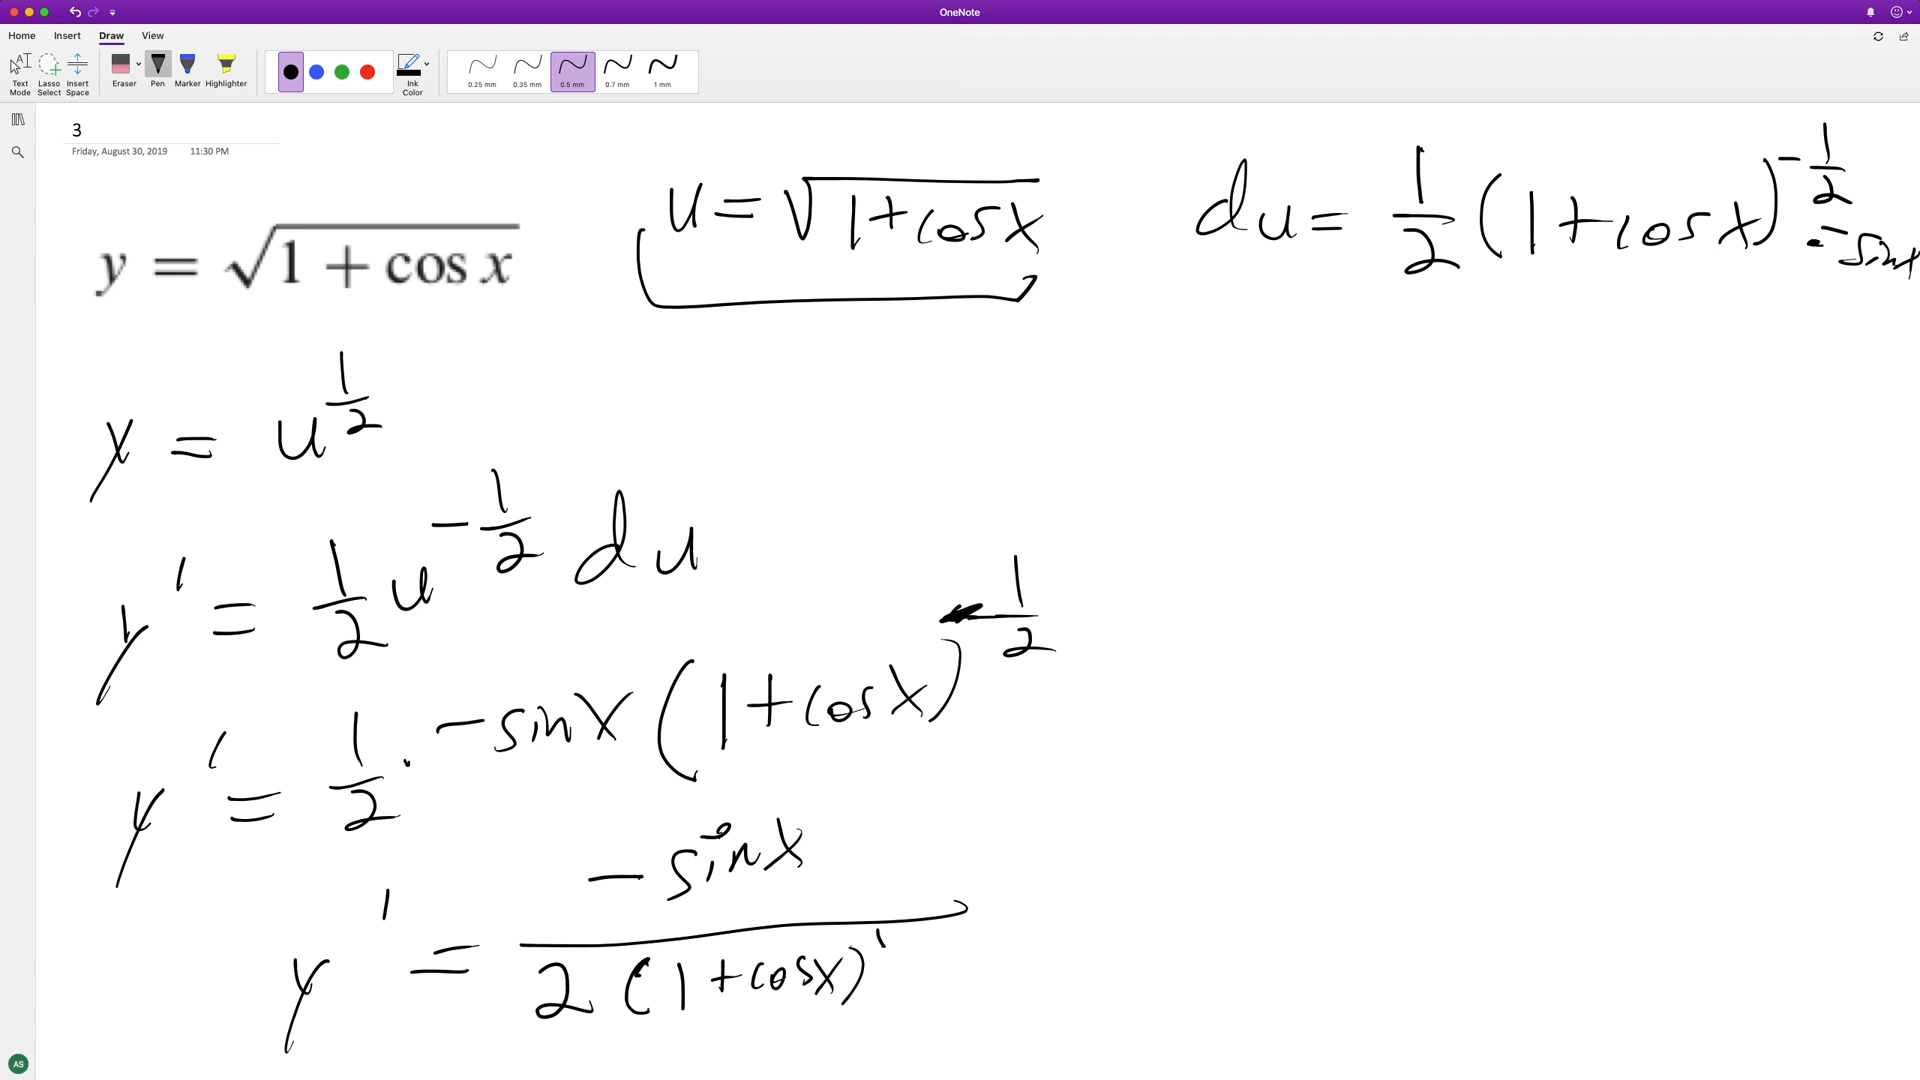 OneNote
Home Insert Draw View
Text Mode Lasso Select Insert Space Eraser Pen Marker Highlighter Ink Color 0.25 mm 0.35 mm 0.5 mm 0.7 mm 1 mm
3
Friday, August 30, 2019 11:30 PM
y = √(1 + cos x)
u = √(1+cosx)
du = 1/2 (1+cosx)^(-1/2) · -sinx
y = u^(1/2)
y' = 1/2 u^(-1/2) du
y' = 1/2 · -sinx (1+cosx)^(-1/2)
y' = -sinx / 2(1+cosx)^'
AS